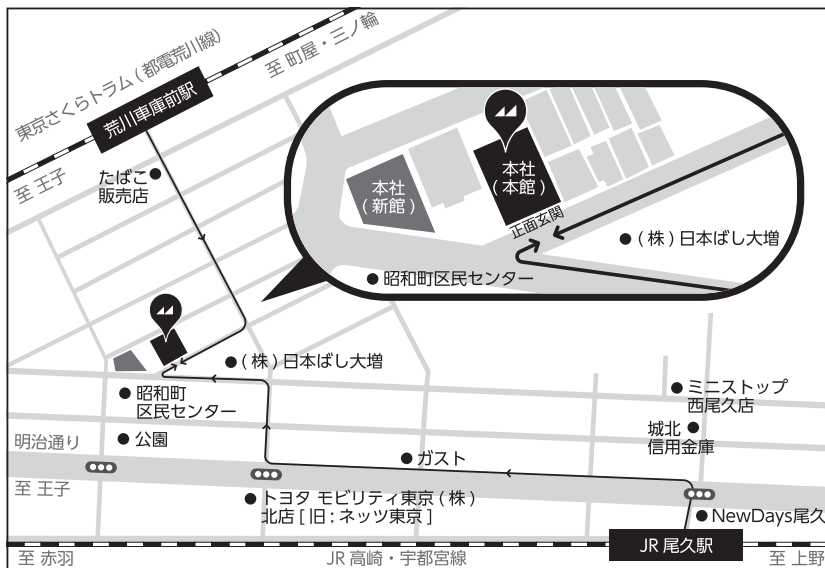 東京さくらトラム(都電荒川線)
至 町屋・三ノ輪
荒川車庫前駅
至 王子
たばこ
販売店
本社
(新館)
本社
(本館)
正面玄関
(株)日本ばし大増
昭和町区民センター
(株)日本ばし大増
昭和町
区民センター
公園
ミニストップ
西尾久店
城北
信用金庫
明治通り
ガスト
至 王子
トヨタ モビリティ東京(株)
北店[旧:ネッツ東京]
NewDays尾久
JR 尾久駅
至 赤羽
JR 高崎・宇都宮線
至 上野